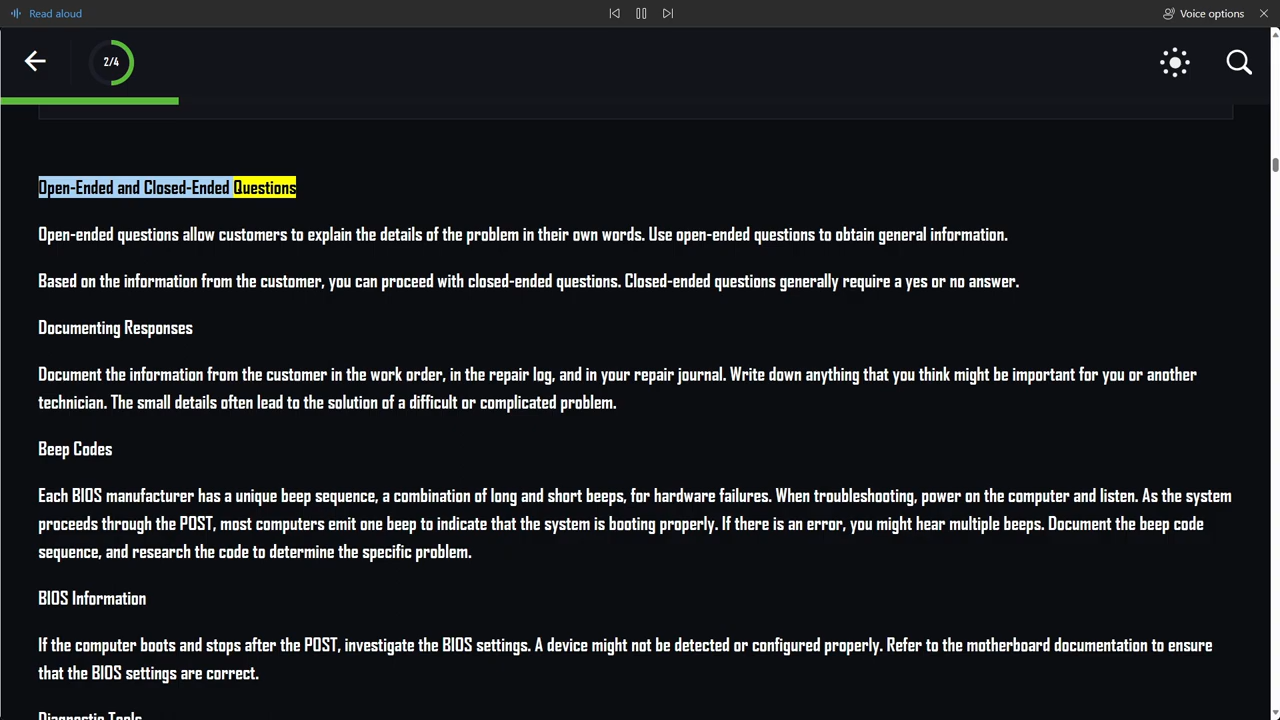 Read aloud
Voice options
2/4
Open-Ended and Closed-Ended Questions
Open-ended questions allow customers to explain the details of the problem in their own words. Use open-ended questions to obtain general information.
Based on the information from the customer, you can proceed with closed-ended questions. Closed-ended questions generally require a yes or no answer.
Documenting Responses
Document the information from the customer in the work order, in the repair log, and in your repair journal. Write down anything that you think might be important for you or another
technician. The small details often lead to the solution of a difficult or complicated problem.
Beep Codes
Each BIOS manufacturer has a unique beep sequence, a combination of long and short beeps, for hardware failures. When troubleshooting, power on the computer and listen. As the system
proceeds through the POST, most computers emit one beep to indicate that the system is booting properly. If there is an error, you might hear multiple beeps. Document the beep code
sequence, and research the code to determine the specific problem.
BIOS Information
If the computer boots and stops after the POST, investigate the BIOS settings. A device might not be detected or configured properly. Refer to the motherboard documentation to ensure
that the BIOS settings are correct.
Diagnostic Tools